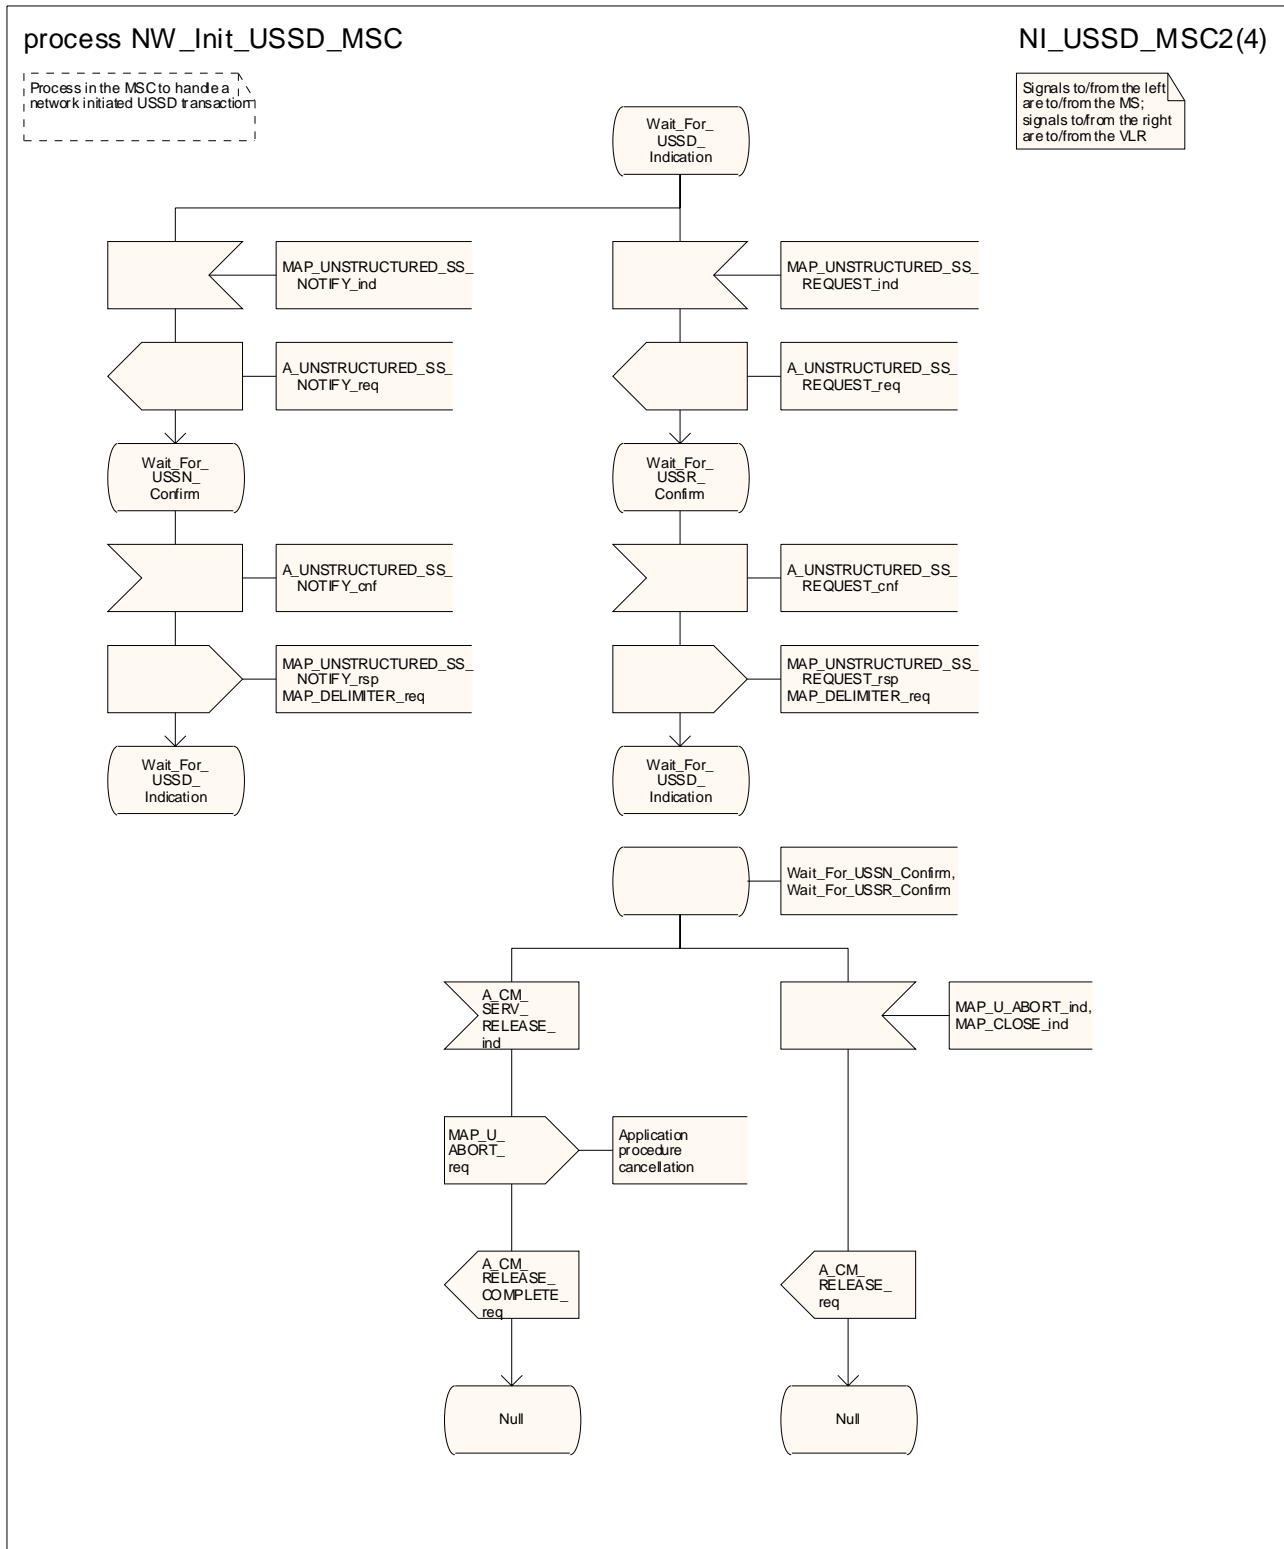 process NW_Init_USSD_MSC
NI_USSD_MSC2(4)
Process in the MSC to handle a
network initiated USSD transaction
Signals to/from the left
are to/from the MS;
signals to/from the right
are to/from the VLR
Wait_For_
USSD_
Indication
MAP_UNSTRUCTURED_SS_
NOTIFY_ind
MAP_UNSTRUCTURED_SS_
REQUEST_ind
A_UNSTRUCTURED_SS_
NOTIFY_req
A_UNSTRUCTURED_SS_
REQUEST_req
Wait_For_
USSN_
Confirm
Wait_For_
USSR_
Confirm
A_UNSTRUCTURED_SS_
NOTIFY_cnf
A_UNSTRUCTURED_SS_
REQUEST_cnf
MAP_UNSTRUCTURED_SS_
NOTIFY_rsp
MAP_DELIMITER_req
MAP_UNSTRUCTURED_SS_
REQUEST_rsp
MAP_DELIMITER_req
Wait_For_
USSD_
Indication
Wait_For_
USSD_
Indication
Wait_For_USSN_Confirm,
Wait_For_USSR_Confirm
A_CM_
SERV_
RELEASE_
ind
MAP_U_ABORT_ind,
MAP_CLOSE_ind
MAP_U_
ABORT_
req
Application
procedure
cancellation
A_CM_
RELEASE_
COMPLETE_
req
A_CM_
RELEASE_
req
Null
Null